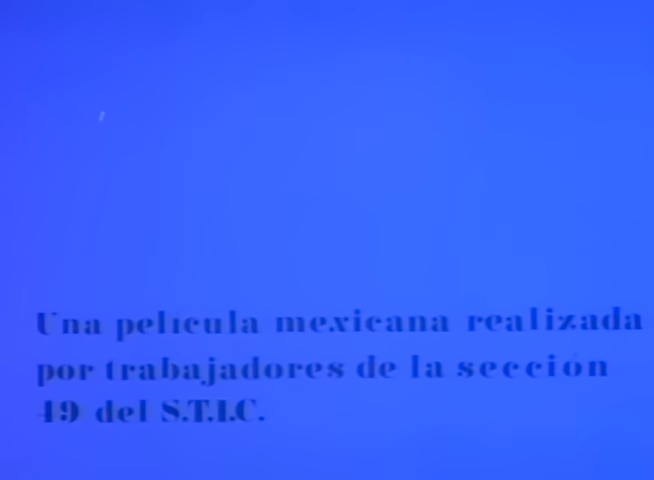 Una película mexicana realizada
por trabajadores de la sección
49 del S.T.I.C.